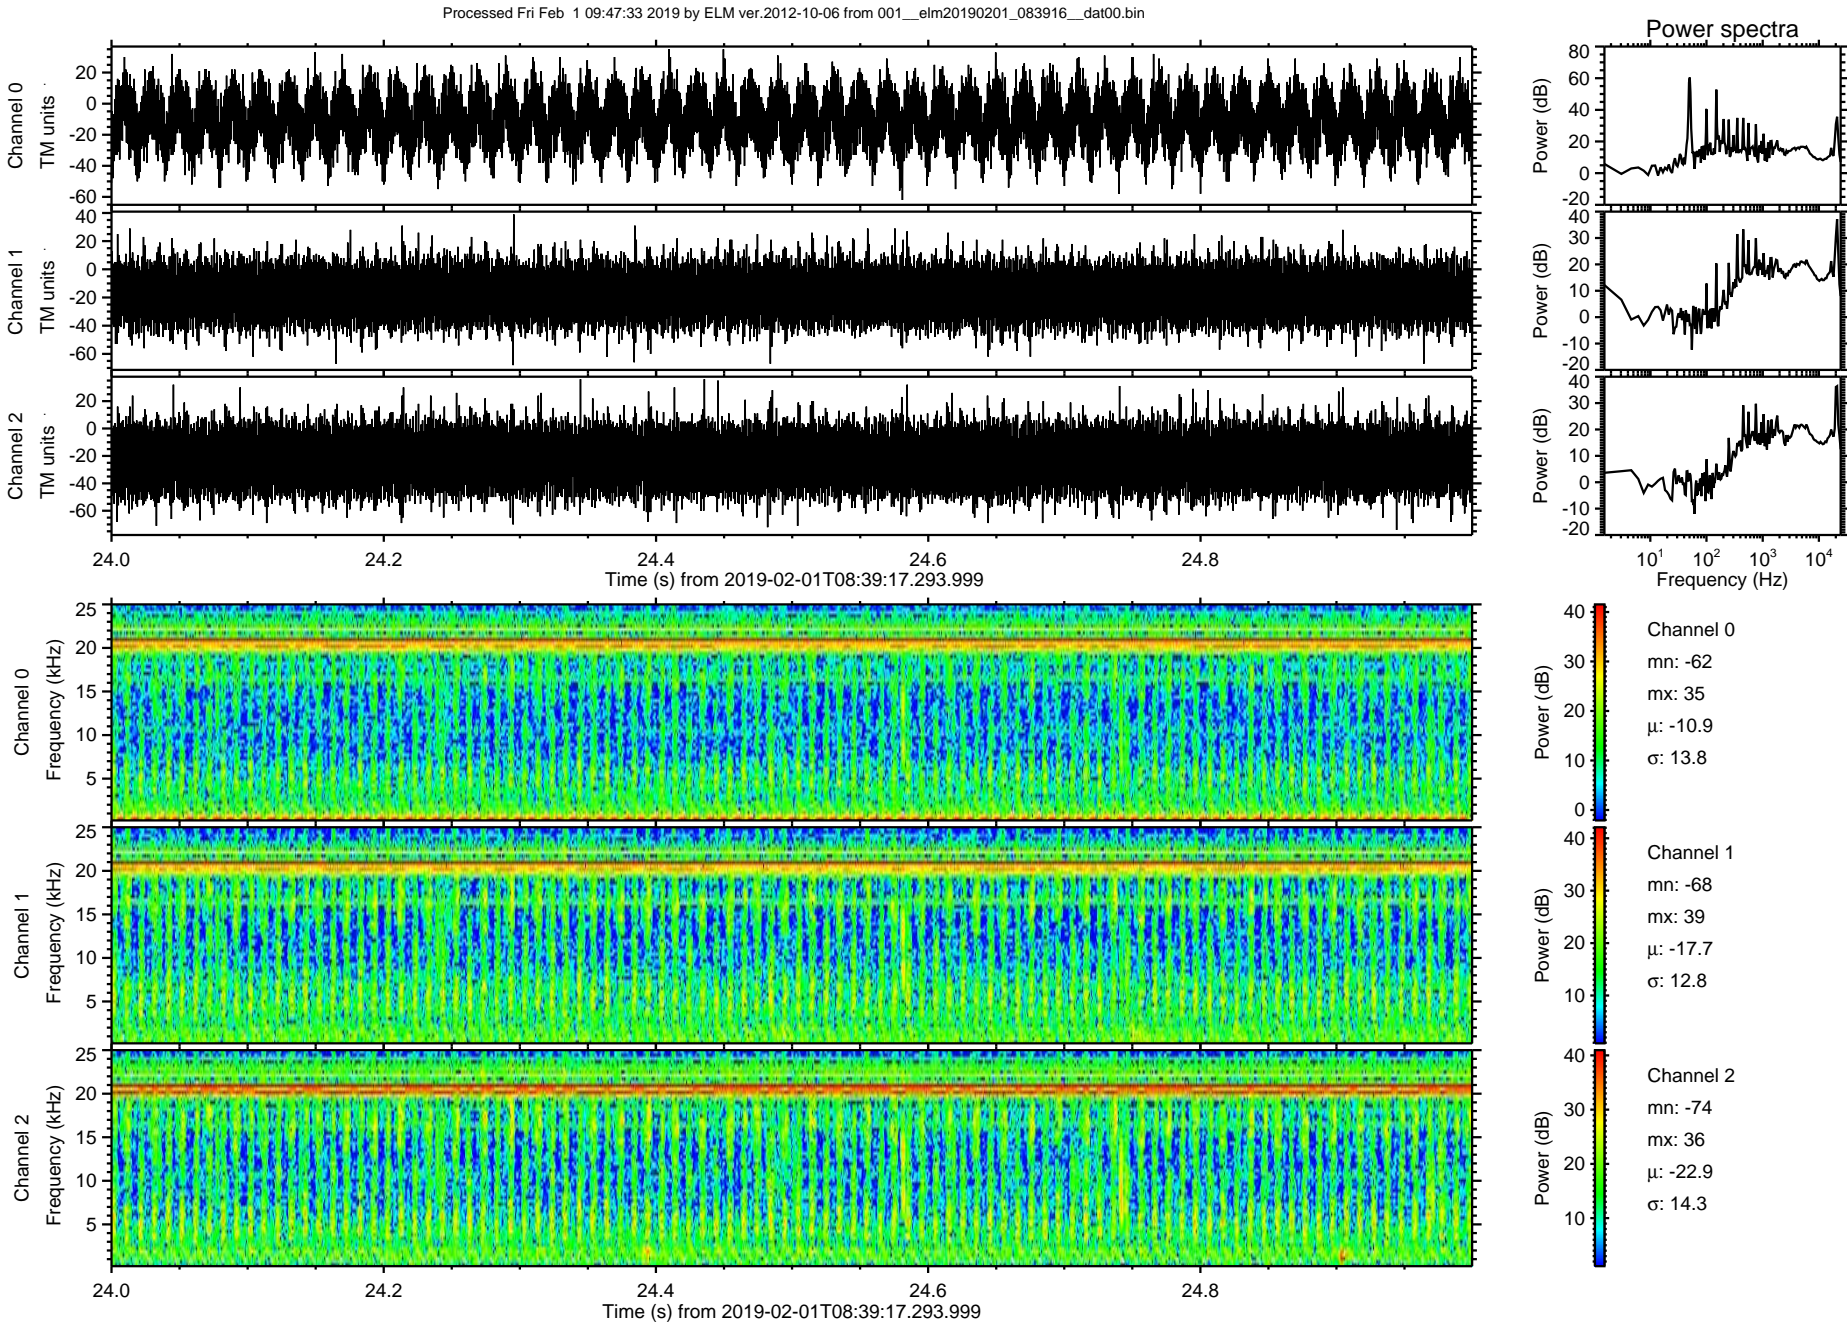 Processed Fri Feb  1 09:47:33 2019 by ELM ver.2012-10-06 from 001__elm20190201_083916__dat00.bin
Power spectra
Channel 0
TM units
20
0
-20
-40
-60
Power (dB)
80
60
40
20
0
-20
Channel 1
TM units
40
20
0
-20
-40
-60
Power (dB)
40
30
20
10
0
-10
-20
Channel 2
TM units
20
0
-20
-40
-60
Power (dB)
40
30
20
10
0
-10
-20
24.0 24.2 24.4 24.6 24.8
Time (s) from 2019-02-01T08:39:17.293.999
10^1 10^2 10^3 10^4
Frequency (Hz)
Channel 0
Frequency (kHz)
25
20
15
10
5
Power (dB)
40
30
20
10
0
Channel 0
mn: -62
mx: 35
μ: -10.9
σ: 13.8
Channel 1
Frequency (kHz)
25
20
15
10
5
Power (dB)
40
30
20
10
Channel 1
mn: -68
mx: 39
μ: -17.7
σ: 12.8
Channel 2
Frequency (kHz)
25
20
15
10
5
Power (dB)
40
30
20
10
Channel 2
mn: -74
mx: 36
μ: -22.9
σ: 14.3
24.0 24.2 24.4 24.6 24.8
Time (s) from 2019-02-01T08:39:17.293.999